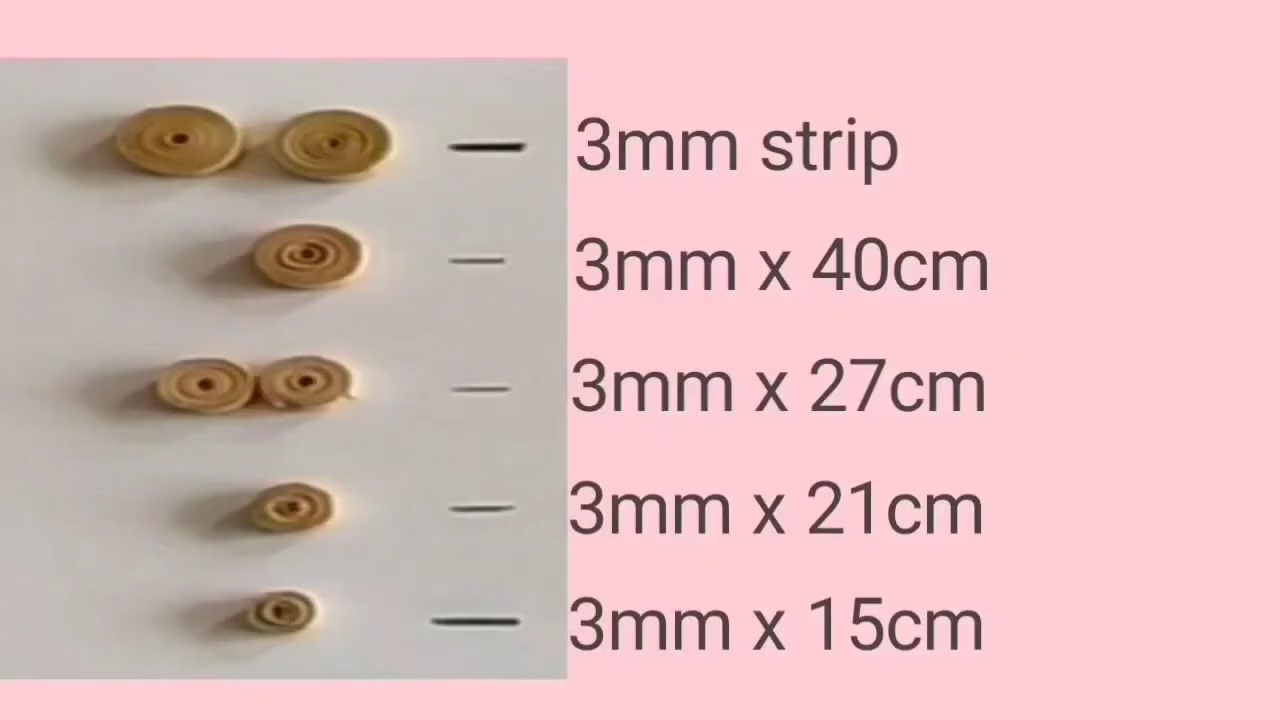 3mm strip
3mm x 40cm
3mm x 27cm
3mm x 21cm
3mm x 15cm